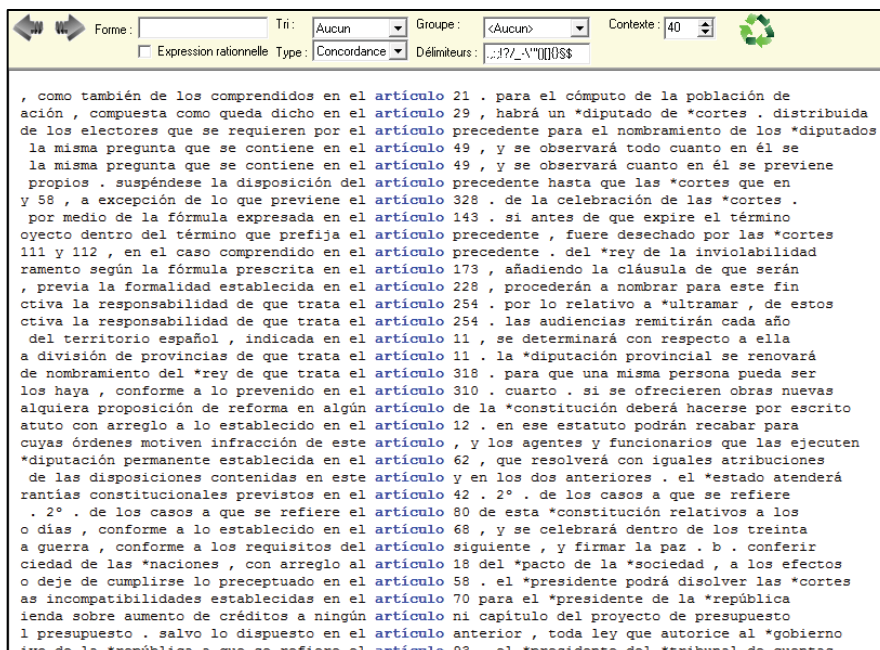 Forme : Tri : Aucun Groupe : <Aucun> Contexte : 40
Expression rationnelle Type : Concordance Délimiteurs : .,:;!?/_-\'"()[]{}§$
, como también de los comprendidos en el artículo 21 . para el cómputo de la población de
ación , compuesta como queda dicho en el artículo 29 , habrá un *diputado de *cortes . distribuida
de los electores que se requieren por el artículo precedente para el nombramiento de los *diputados
la misma pregunta que se contiene en el artículo 49 , y se observará todo cuanto en él se
la misma pregunta que se contiene en el artículo 49 , y se observará cuanto en él se previene
propios . suspéndese la disposición del artículo precedente hasta que las *cortes que en
y 58 , a excepción de lo que previene el artículo 328 . de la celebración de las *cortes .
por medio de la fórmula expresada en el artículo 143 . si antes de que expire el término
oyecto dentro del término que prefija el artículo precedente , fuere desechado por las *cortes
111 y 112 , en el caso comprendido en el artículo precedente . del *rey de la inviolabilidad
ramento según la fórmula prescrita en el artículo 173 , añadiendo la cláusula de que serán
, previa la formalidad establecida en el artículo 228 , procederán a nombrar para este fin
ctiva la responsabilidad de que trata el artículo 254 . por lo relativo a *ultramar , de estos
ctiva la responsabilidad de que trata el artículo 254 . las audiencias remitirán cada año
del territorio español , indicada en el artículo 11 , se determinará con respecto a ella
a división de provincias de que trata el artículo 11 . la *diputación provincial se renovará
de nombramiento del *rey de que trata el artículo 318 . para que una misma persona pueda ser
los haya , conforme a lo prevenido en el artículo 310 . cuarto . si se ofrecieren obras nuevas
alquiera proposición de reforma en algún artículo de la *constitución deberá hacerse por escrito
atuto con arreglo a lo establecido en el artículo 12 . en ese estatuto podrán recabar para
cuyas órdenes motiven infracción de este artículo , y los agentes y funcionarios que las ejecuten
*diputación permanente establecida en el artículo 62 , que resolverá con iguales atribuciones
de las disposiciones contenidas en este artículo y en los dos anteriores . el *estado atenderá
rantías constitucionales previstos en el artículo 42 . 2º . de los casos a que se refiere
. 2º . de los casos a que se refiere el artículo 80 de esta *constitución relativos a los
o días , conforme a lo establecido en el artículo 68 , y se celebrará dentro de los treinta
a guerra , conforme a los requisitos del artículo siguiente , y firmar la paz . b . conferir
ciedad de las *naciones , con arreglo al artículo 18 del *pacto de la *sociedad , a los efectos
o deje de cumplirse lo preceptuado en el artículo 58 . el *presidente podrá disolver las *cortes
as incompatibilidades establecidas en el artículo 70 para el *presidente de la *república
ienda sobre aumento de créditos a ningún artículo ni capítulo del proyecto de presupuesto
l presupuesto . salvo lo dispuesto en el artículo anterior , toda ley que autorice al *gobierno
de la *república a que se refiere el artículo 93 . el *presidente del *tribunal de cuentas